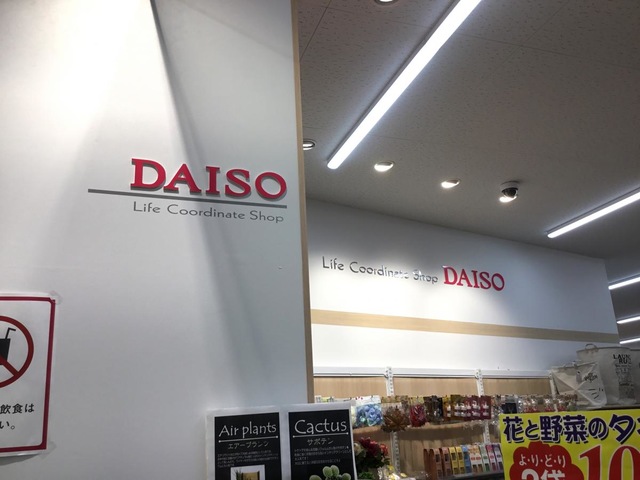 DAISO
Life Coordinate Shop
Life Coordinate Shop DAISO
飲食は
い。
Air plants
エアープランツ
Cactus
サボテン
花と野菜のタ
よ・り・ど・り
10